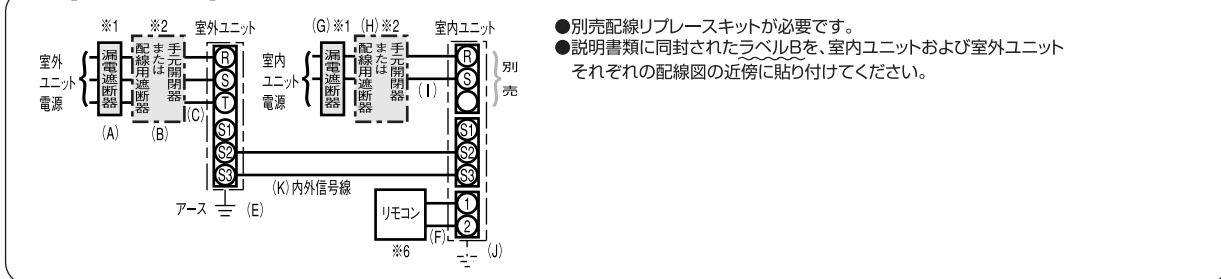 ※1
※2
室外ユニット
室外
ユニット
電源
漏電遮断器
手元開閉器
または
配線用遮断器
(A)
(B)
(C)
R
S
T
S1
S2
S3
アース
(E)
(G)※1
(H)※2
室内ユニット
室内
ユニット
電源
漏電遮断器
手元開閉器
または
配線用遮断器
(I)
R
S
別売
S1
S2
S3
(K)内外信号線
リモコン
※6
1
2
(F)
(J)
●別売配線リプレースキットが必要です。
●説明書類に同封されたラベルBを、室内ユニットおよび室外ユニット
それぞれの配線図の近傍に貼り付けてください。